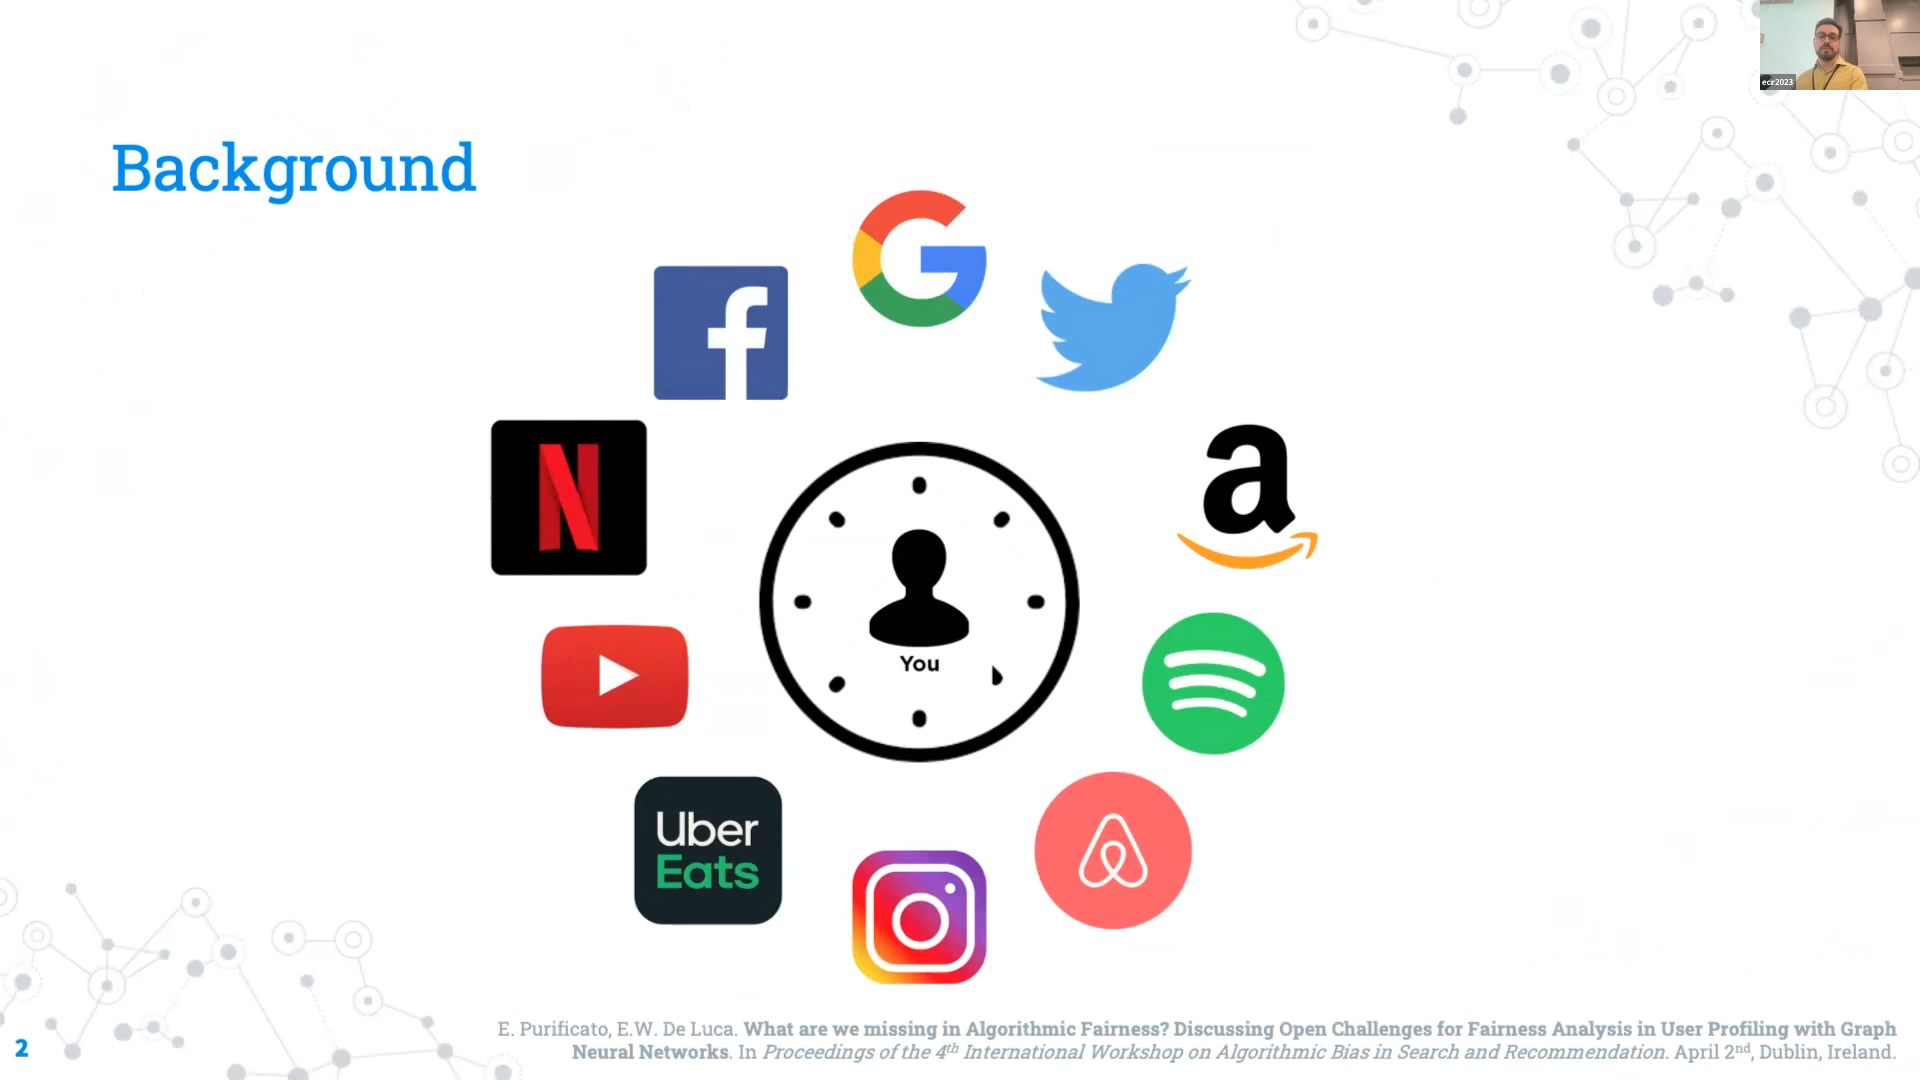 ecir2023
Background
You
Uber
Eats
E. Purificato, E.W. De Luca. What are we missing in Algorithmic Fairness? Discussing Open Challenges for Fairness Analysis in User Profiling with Graph
Neural Networks. In Proceedings of the 4th International Workshop on Algorithmic Bias in Search and Recommendation. April 2nd, Dublin, Ireland.
2